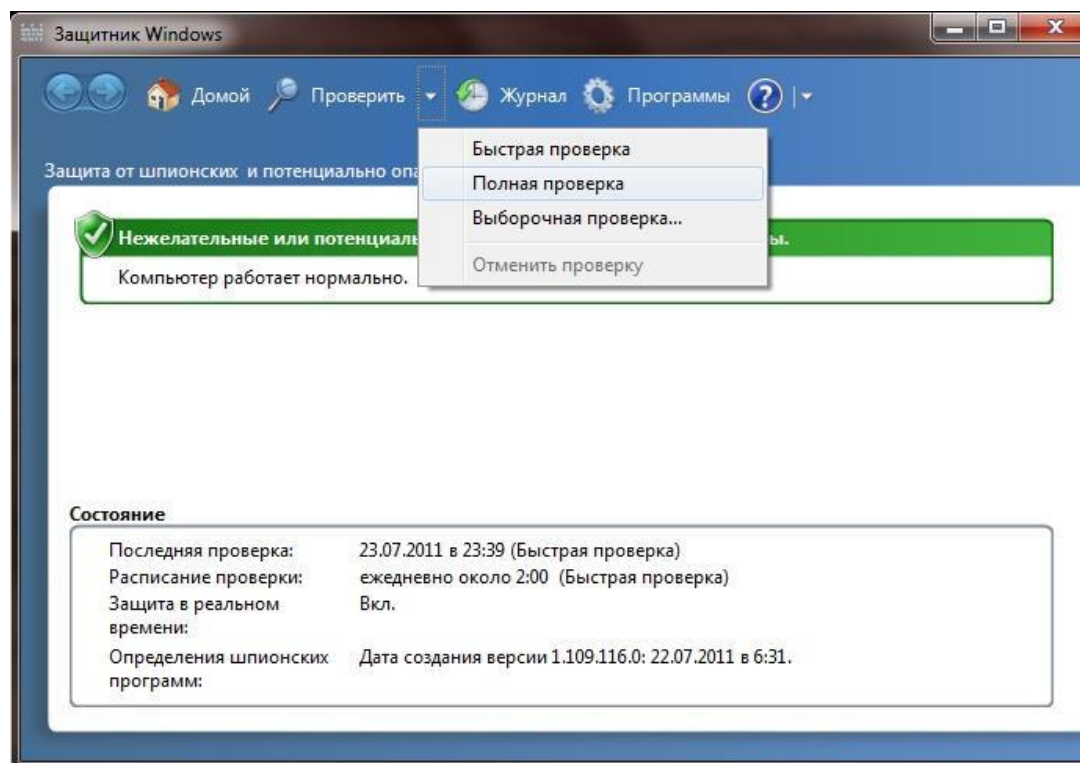 Защитник Windows
Домой Проверить Журнал Программы ?
Быстрая проверка
Защита от шпионских и потенциально
Полная проверка
Выборочная проверка...
Нежелательные или
Отменить проверку
Компьютер работает нормально.
Состояние
Последняя проверка: 23.07.2011 в 23:39 (Быстрая проверка)
Расписание проверки: ежедневно около 2:00 (Быстрая проверка)
Защита в реальном Вкл.
времени:
Определения шпионских Дата создания версии 1.109.116.0: 22.07.2011 в 6:31.
программ: